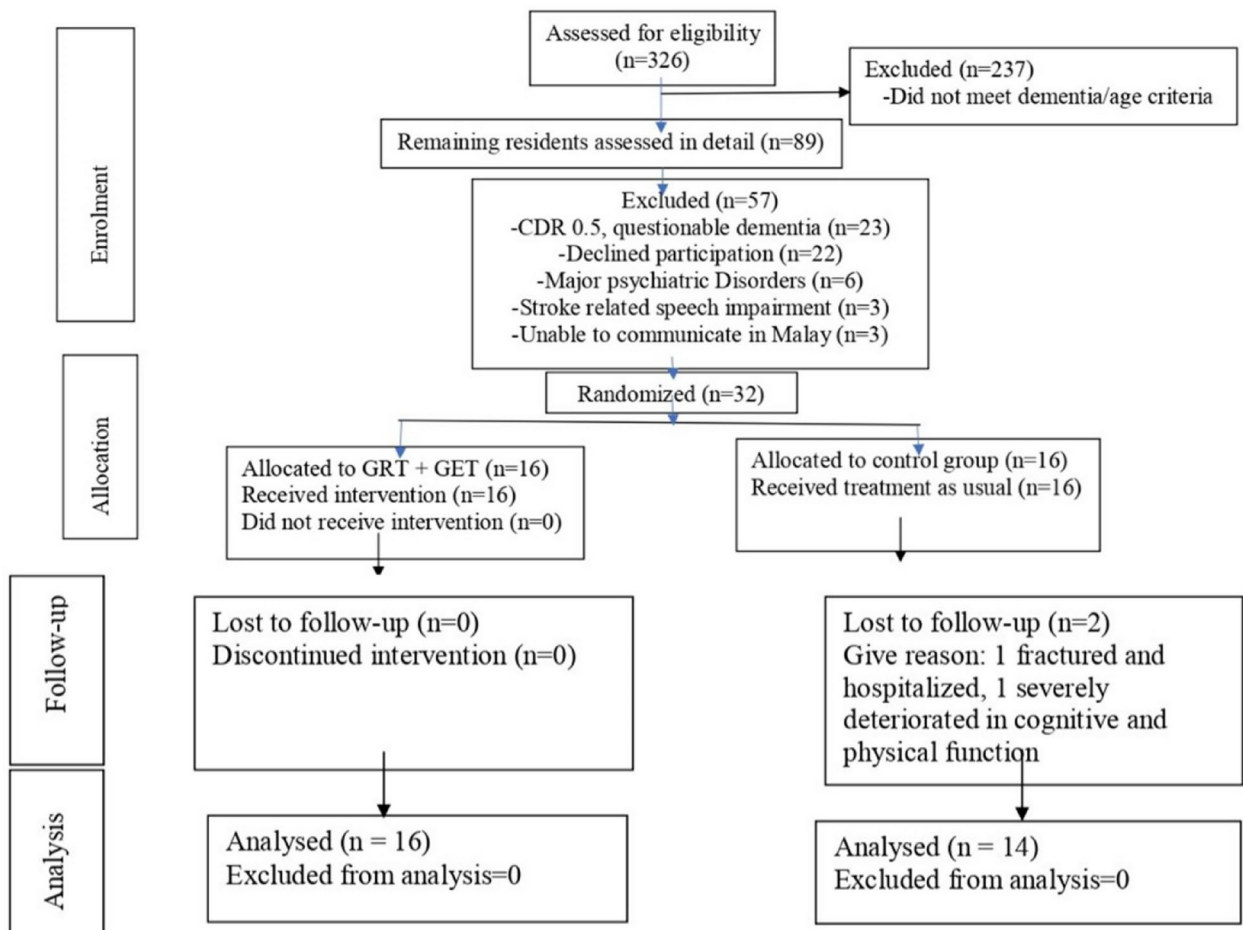 Enrolment
Assessed for eligibility
(n=326)
Excluded (n=237)
-Did not meet dementia/age criteria
Remaining residents assessed in detail (n=89)
Excluded (n=57)
-CDR 0.5, questionable dementia (n=23)
-Declined participation (n=22)
-Major psychiatric Disorders (n=6)
-Stroke related speech impairment (n=3)
-Unable to communicate in Malay (n=3)
Randomized (n=32)
Allocation
Allocated to GRT + GET (n=16)
Received intervention (n=16)
Did not receive intervention (n=0)
Allocated to control group (n=16)
Received treatment as usual (n=16)
Follow-up
Lost to follow-up (n=0)
Discontinued intervention (n=0)
Lost to follow-up (n=2)
Give reason: 1 fractured and
hospitalized, 1 severely
deteriorated in cognitive and
physical function
Analysis
Analysed (n = 16)
Excluded from analysis=0
Analysed (n = 14)
Excluded from analysis=0